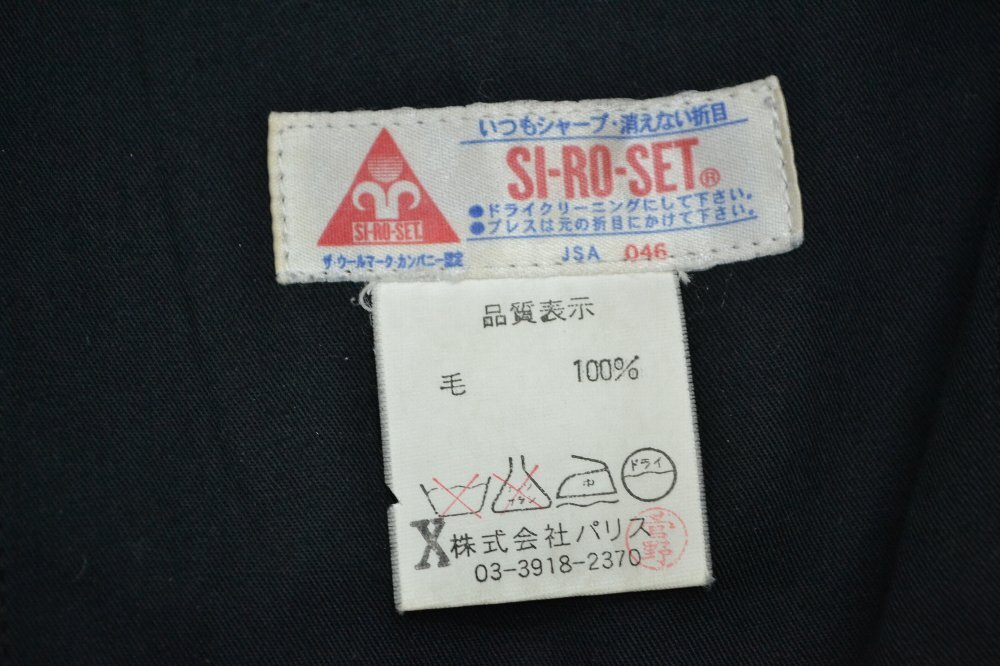 いつもシャープ・消えない折目
SI-RO-SET®
●ドライクリーニングにして下さい。
●プレスは元の折目にかけて下さい。
SI-RO-SET
ザ・ウールマーク・カンパニー認定
JSA 046
品質表示
毛 100%
中
ドライ
X 株式会社パリス
03-3918-2370